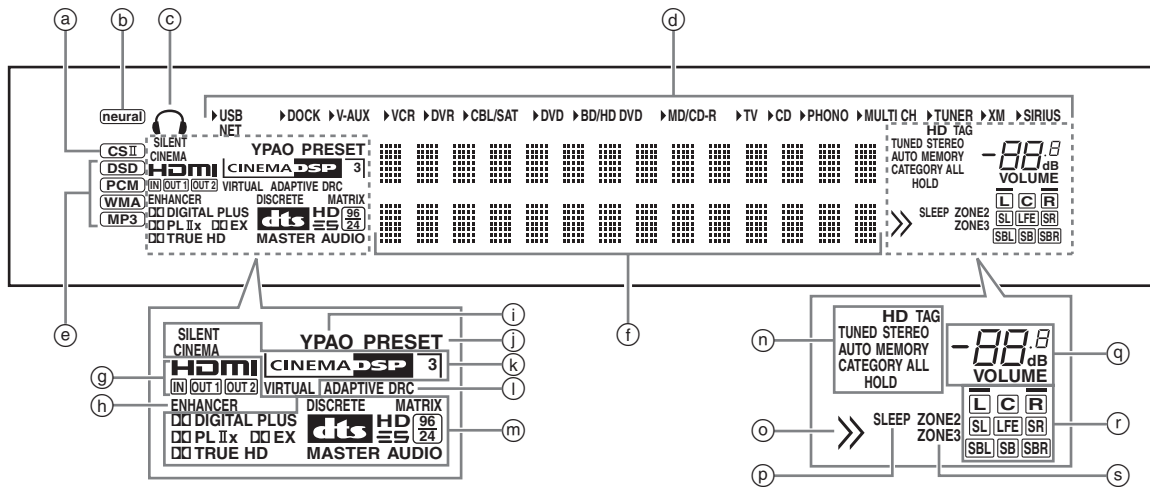 a b c d
neural ▶USB ▶DOCK ▶V-AUX ▶VCR ▶DVR ▶CBL/SAT ▶DVD ▶BD/HD DVD ▶MD/CD-R ▶TV ▶CD ▶PHONO ▶MULTI CH ▶TUNER ▶XM ▶SIRIUS
NET
SILENT
CINEMA
YPAO PRESET
CSII
DSD
PCM
WMA
MP3
HDMI
CINEMA DSP 3
IN OUT 1 OUT 2
VIRTUAL ADAPTIVE DRC
ENHANCER DISCRETE MATRIX
DIGITAL PLUS
PL IIx EX
TRUE HD
dts HD ES 96 24
MASTER AUDIO
HD TAG
TUNED STEREO
AUTO MEMORY
CATEGORY ALL
HOLD
-88.8 dB
VOLUME
SLEEP ZONE2
ZONE3
L C R
SL LFE SR
SBL SB SBR
e f
i
YPAO PRESET j
SILENT
CINEMA
g HDMI CINEMA DSP 3 k
IN OUT 1 OUT 2 VIRTUAL ADAPTIVE DRC l
h ENHANCER DISCRETE MATRIX
DIGITAL PLUS
PL IIx EX
TRUE HD
dts HD ES 96 24 m
MASTER AUDIO
n
HD TAG
TUNED STEREO
AUTO MEMORY
CATEGORY ALL
HOLD
-88.8 dB q
VOLUME
o SLEEP ZONE2
ZONE3
L C R
SL LFE SR r
SBL SB SBR
p s